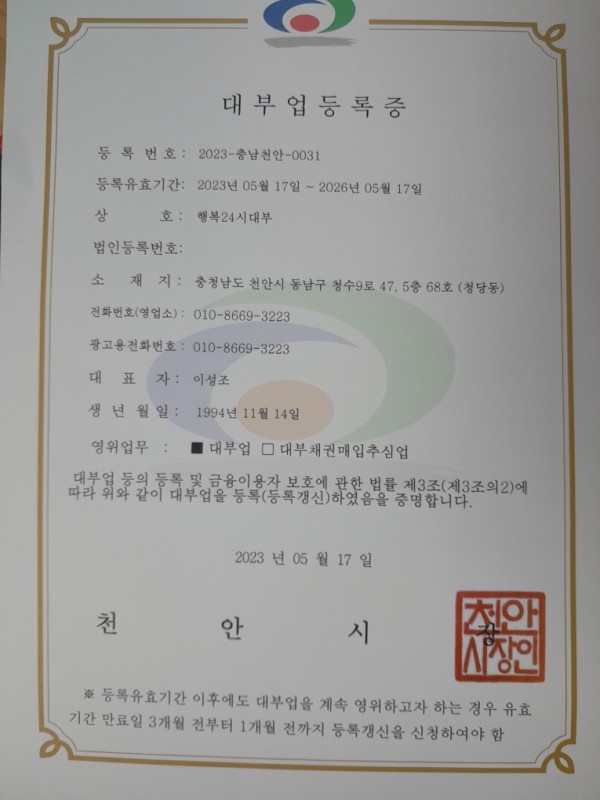 대부업등록증
등 록 번 호 : 2023-충남천안-0031
등록유효기간: 2023년 05월 17일 ~ 2026년 05월 17일
상 호 : 행복24시대부
법인등록번호:
소 재 지 : 충청남도 천안시 동남구 청수9로 47, 5층 68호 (청당동)
전화번호(영업소) : 010-8669-3223
광고용전화번호 : 010-8669-3223
대 표 자 : 이성조
생 년 월 일 : 1994년 11월 14일
영위업무 : ■ 대부업 □ 대부채권매입추심업
대부업 등의 등록 및 금융이용자 보호에 관한 법률 제3조(제3조의2)에
따라 위와 같이 대부업을 등록(등록갱신)하였음을 증명합니다.
2023 년 05 월 17 일
천 안 시 장
천안
시장인
※ 등록유효기간 이후에도 대부업을 계속 영위하고자 하는 경우 유효
기간 만료일 3개월 전부터 1개월 전까지 등록갱신을 신청하여야 함